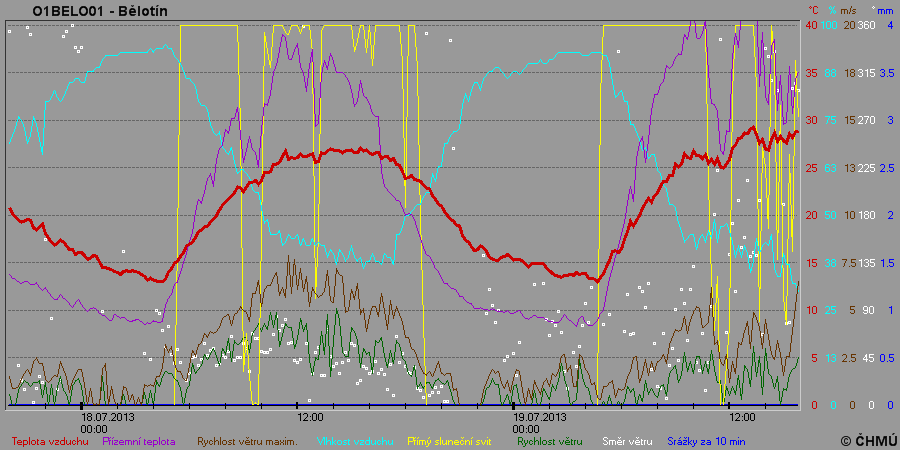 O1BELO01 - Bělotín
°C % m/s ° mm
40 100 20 360 4
35 88 18 315 3.5
30 75 15 270 3
25 63 13 225 2.5
20 50 10 180 2
15 38 7.5 135 1.5
10 25 5 90 1
5 13 2.5 45 0.5
0 0 0 0 0
18.07.2013 12:00 19.07.2013 12:00
00:00 00:00
Teplota vzduchu Přízemní teplota Rychlost větru maxim. Vlhkost vzduchu Přímý sluneční svit Rychlost větru Směr větru Srážky za 10 min
© ČHMÚ